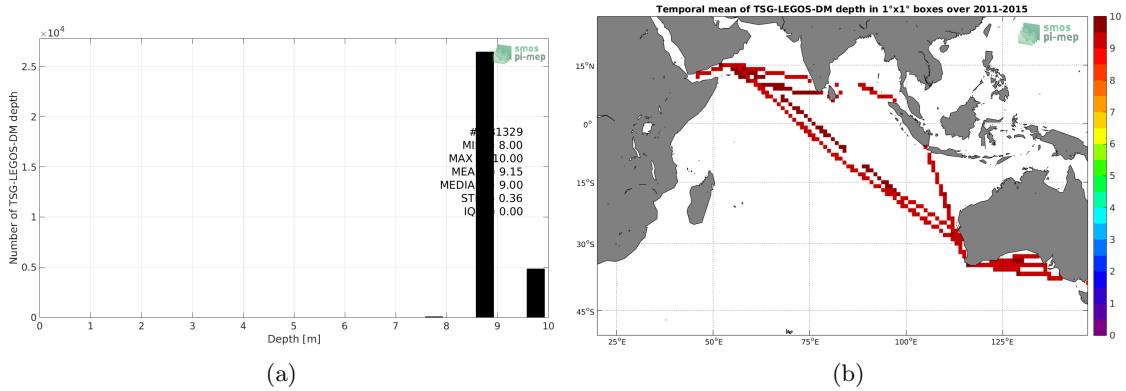 ×10⁴
2.5
2
1.5
1
0.5
0
Number of TSG-LEGOS-DM depth
smos
pi-mep
8.00
10.00
9.15
9.00
0.36
0.00
0 1 2 3 4 5 6 7 8 9 10
Depth [m]
(a)
Temporal mean of TSG-LEGOS-DM depth in 1°x1° boxes over 2011-2015
smos
pi-mep
15°N
0°
15°S
30°S
45°S
25°E 50°E 75°E 100°E 125°E
10
9
8
7
6
5
4
3
2
1
0
(b)